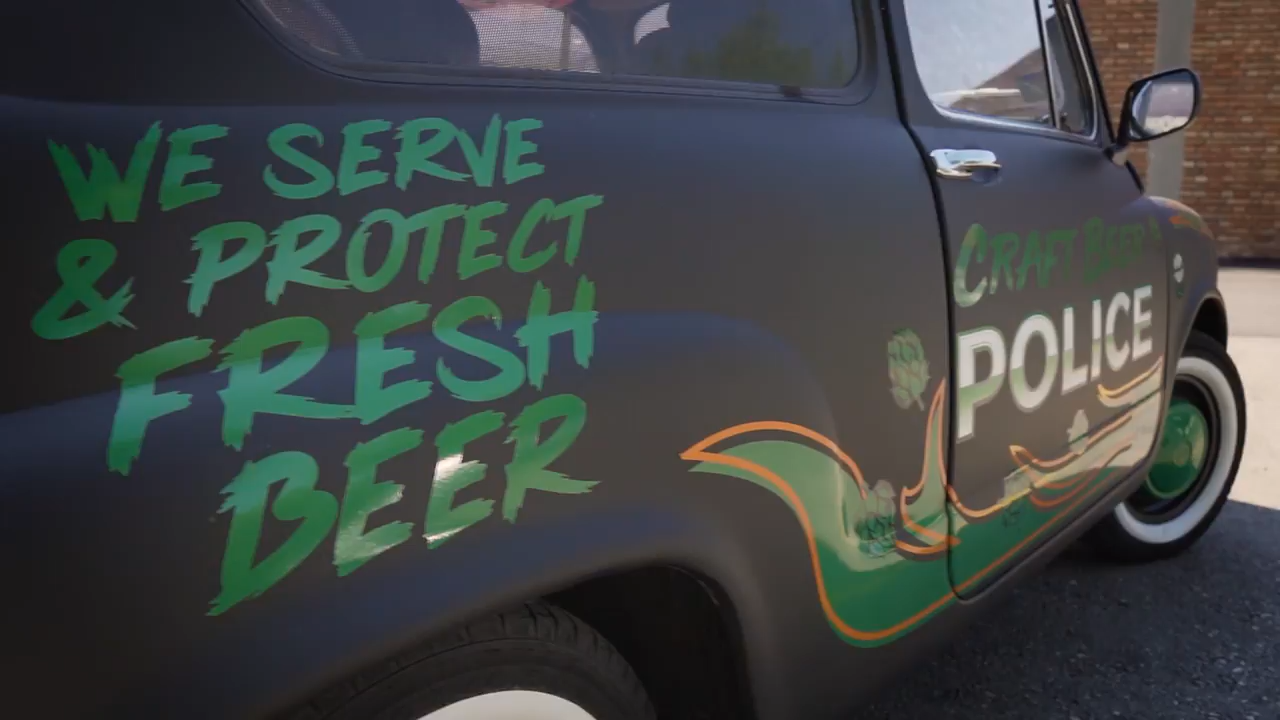 WE SERVE
& PROTECT
FRESH
BEER
CRAFT BEER
POLICE